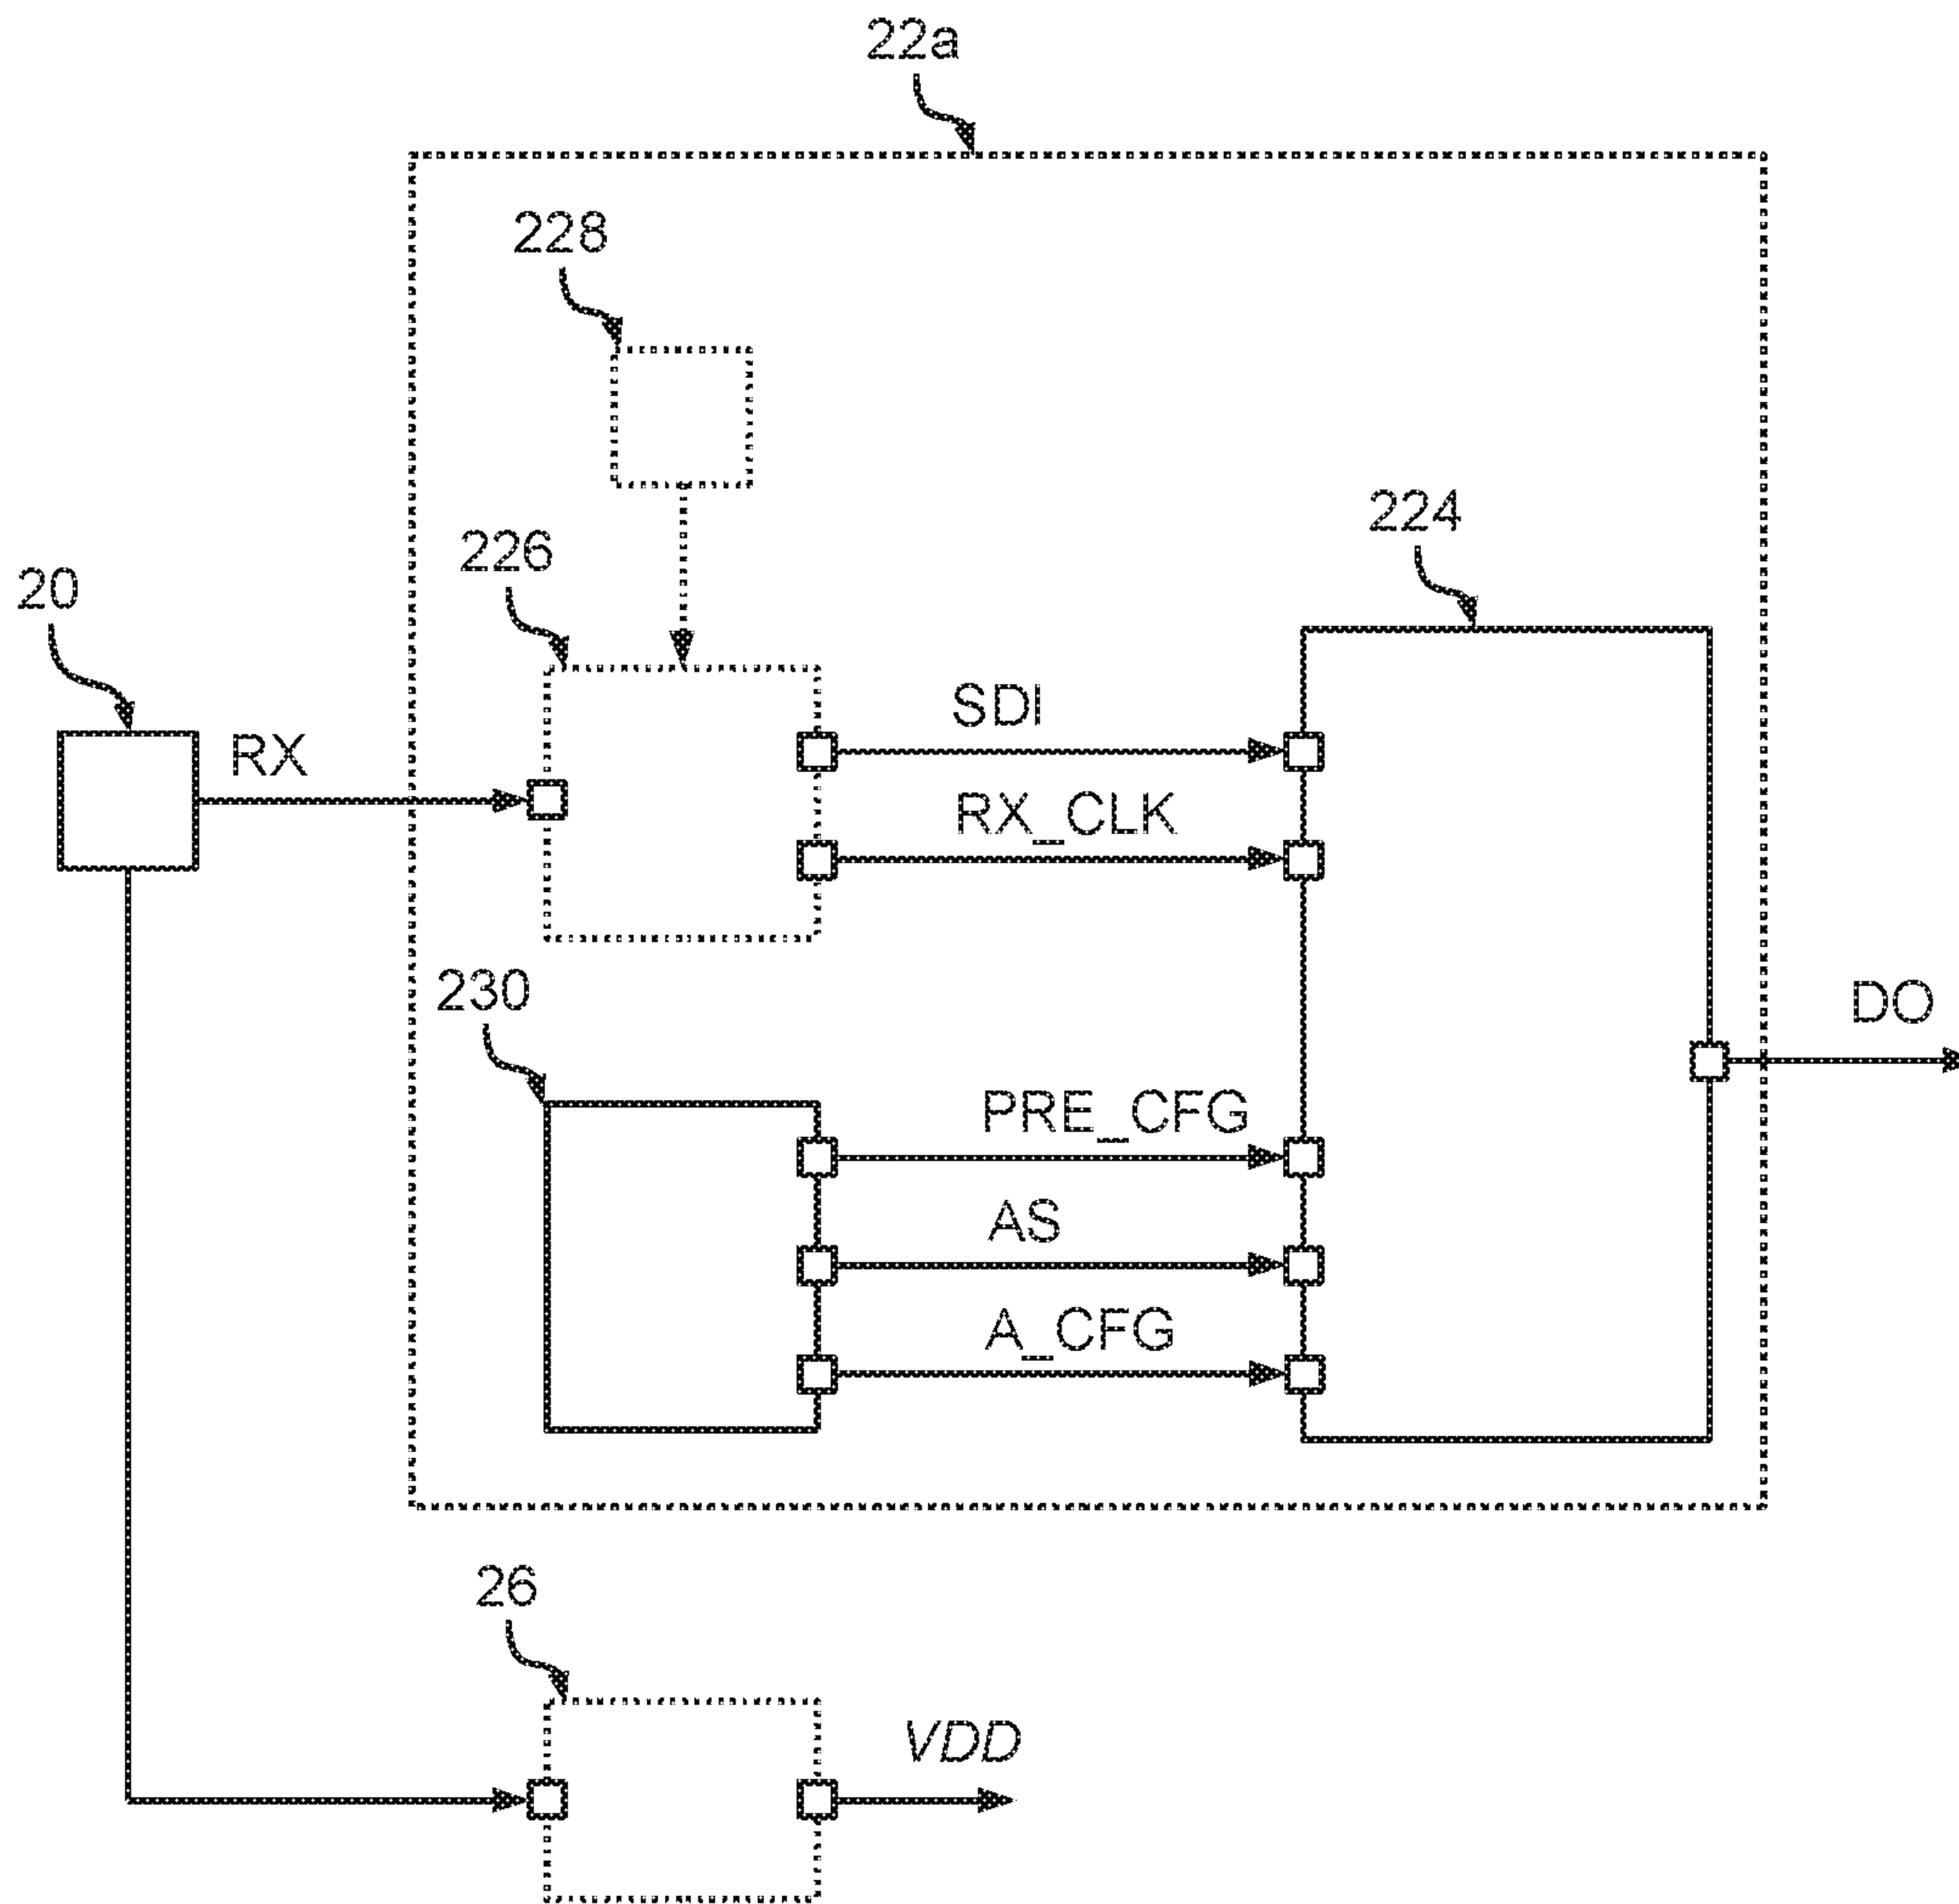 22a
228
224
226
20
SDI
RX
RX_CLK
230
DO
PRE_CFG
AS
A_CFG
26
VDD